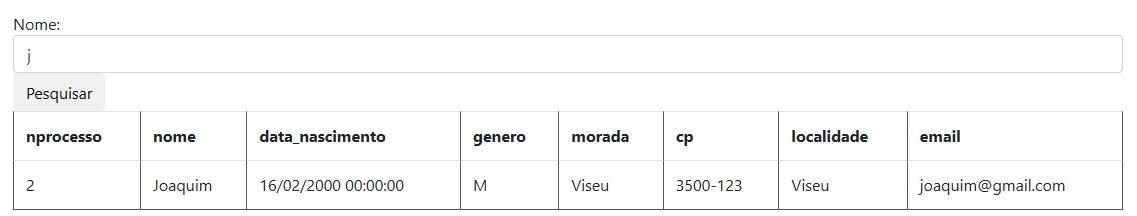 Nome:
j
Pesquisar
nprocesso nome data_nascimento genero morada cp localidade email
2 Joaquim 16/02/2000 00:00:00 M Viseu 3500-123 Viseu joaquim@gmail.com